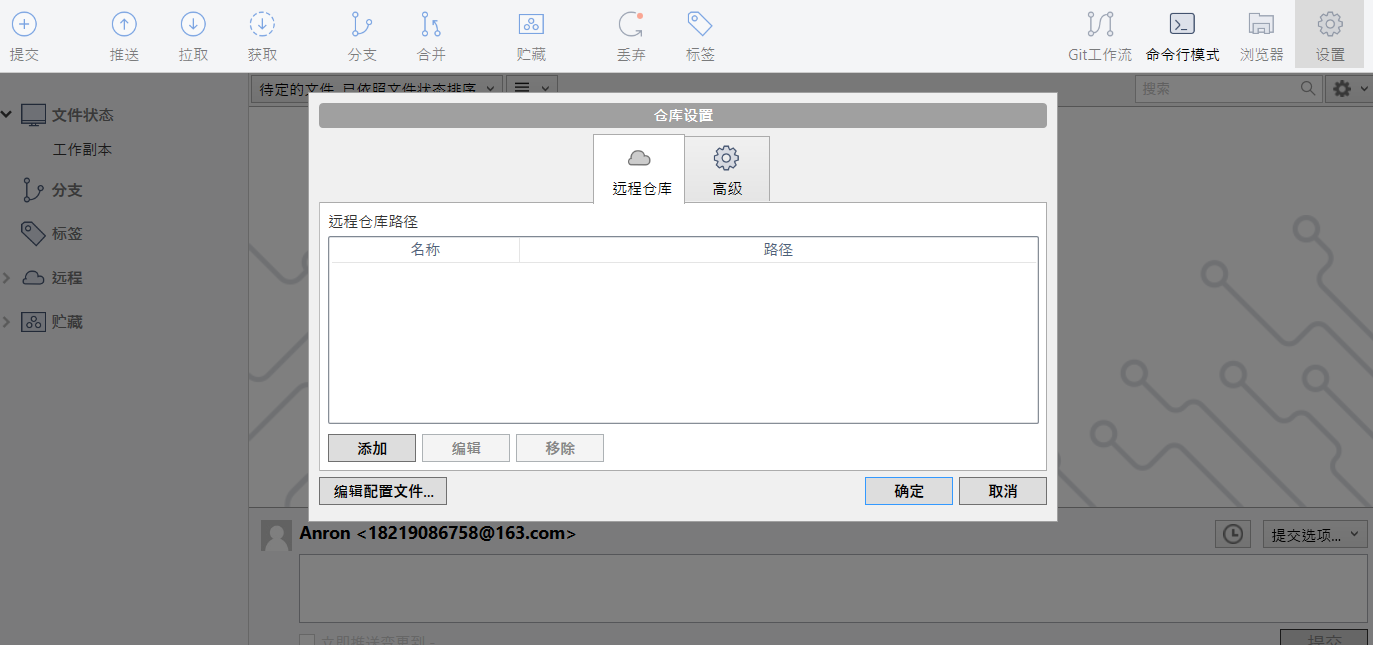 提交
推送
拉取
获取
分支
合并
贮藏
丢弃
标签
Git工作流
命令行模式
浏览器
设置
待定的文件, 已依照文件状态排序
搜索
文件状态
工作副本
分支
标签
远程
贮藏
仓库设置
远程仓库
高级
远程仓库路径
名称
路径
添加
编辑
移除
编辑配置文件...
确定
取消
Anron <18219086758@163.com>
提交选项...
立即推送变更到 -
提交